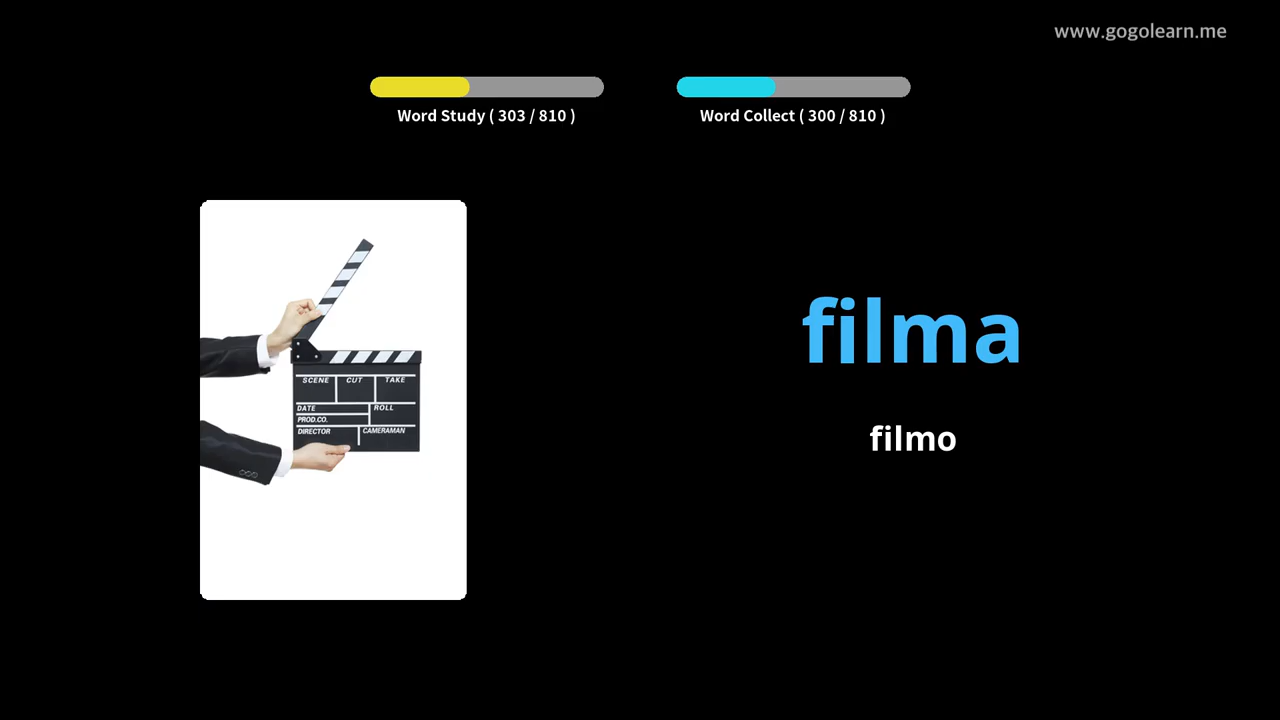 www.gogolearn.me
Word Study ( 303 / 810 )
Word Collect ( 300 / 810 )
filma
filmo
SCENE CUT TAKE
DATE ROLL
PROD.CO.
DIRECTOR CAMERAMAN